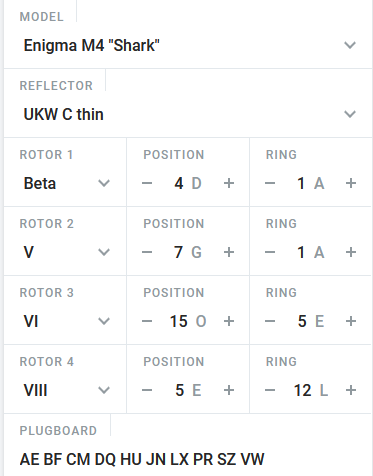 MODEL
Enigma M4 "Shark"
REFLECTOR
UKW C thin
ROTOR 1 POSITION RING
Beta − 4 D + − 1 A +
ROTOR 2 POSITION RING
V − 7 G + − 1 A +
ROTOR 3 POSITION RING
VI − 15 O + − 5 E +
ROTOR 4 POSITION RING
VIII − 5 E + − 12 L +
PLUGBOARD
AE BF CM DQ HU JN LX PR SZ VW